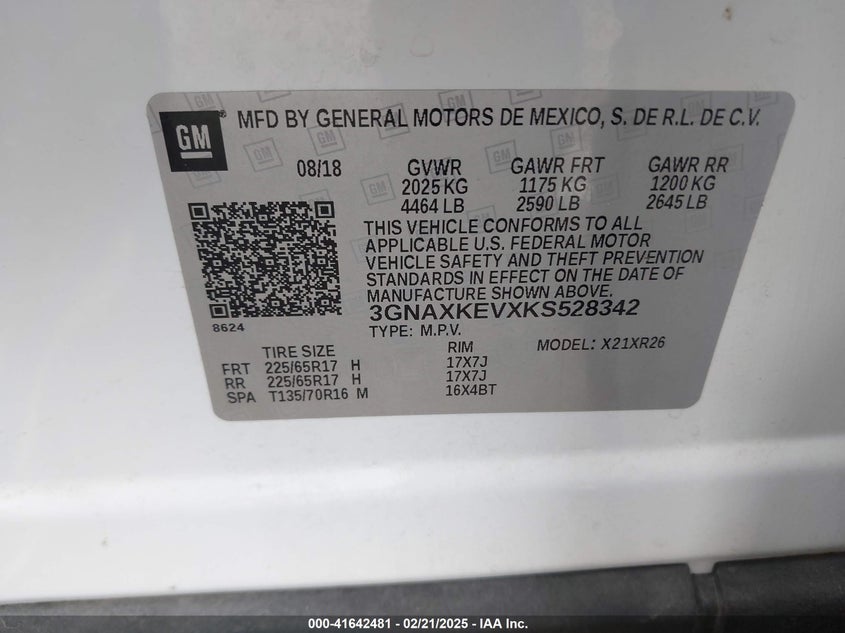 GM ® MFD BY GENERAL MOTORS DE MEXICO, S. DE R.L. DE C.V.
08/18 GVWR GAWR FRT GAWR RR
2025 KG 1175 KG 1200 KG
4464 LB 2590 LB 2645 LB
THIS VEHICLE CONFORMS TO ALL
APPLICABLE U.S. FEDERAL MOTOR
VEHICLE SAFETY AND THEFT PREVENTION
STANDARDS IN EFFECT ON THE DATE OF
MANUFACTURE SHOWN ABOVE.
8624 3GNAXKEVXKS528342
TYPE: M.P.V.
TIRE SIZE RIM MODEL: X21XR26
FRT 225/65R17 H 17X7J
RR 225/65R17 H 17X7J
SPA T135/70R16 M 16X4BT
000-41642481 — 02/21/2025 — IAA Inc.